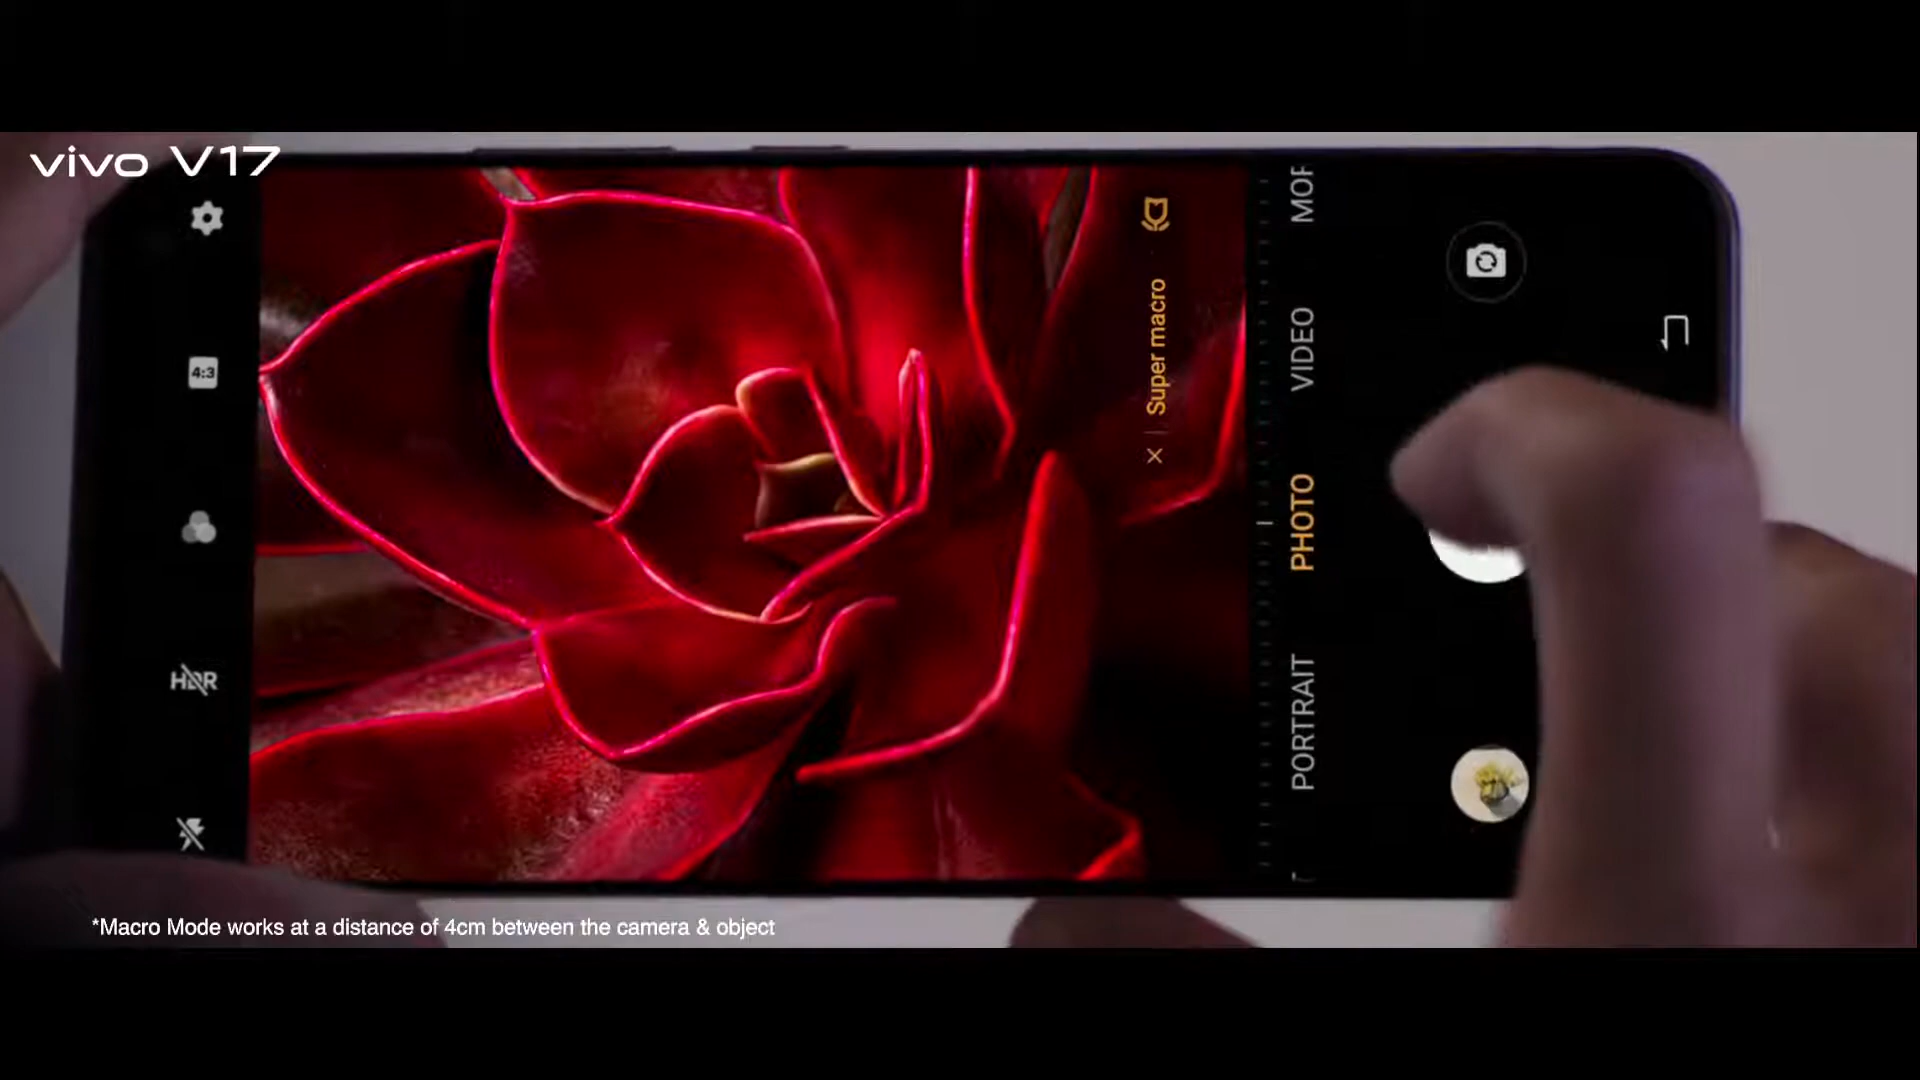 vivo V17
4:3
HDR
Super macro
MOR
VIDEO
PHOTO
PORTRAIT
*Macro Mode works at a distance of 4cm between the camera & object